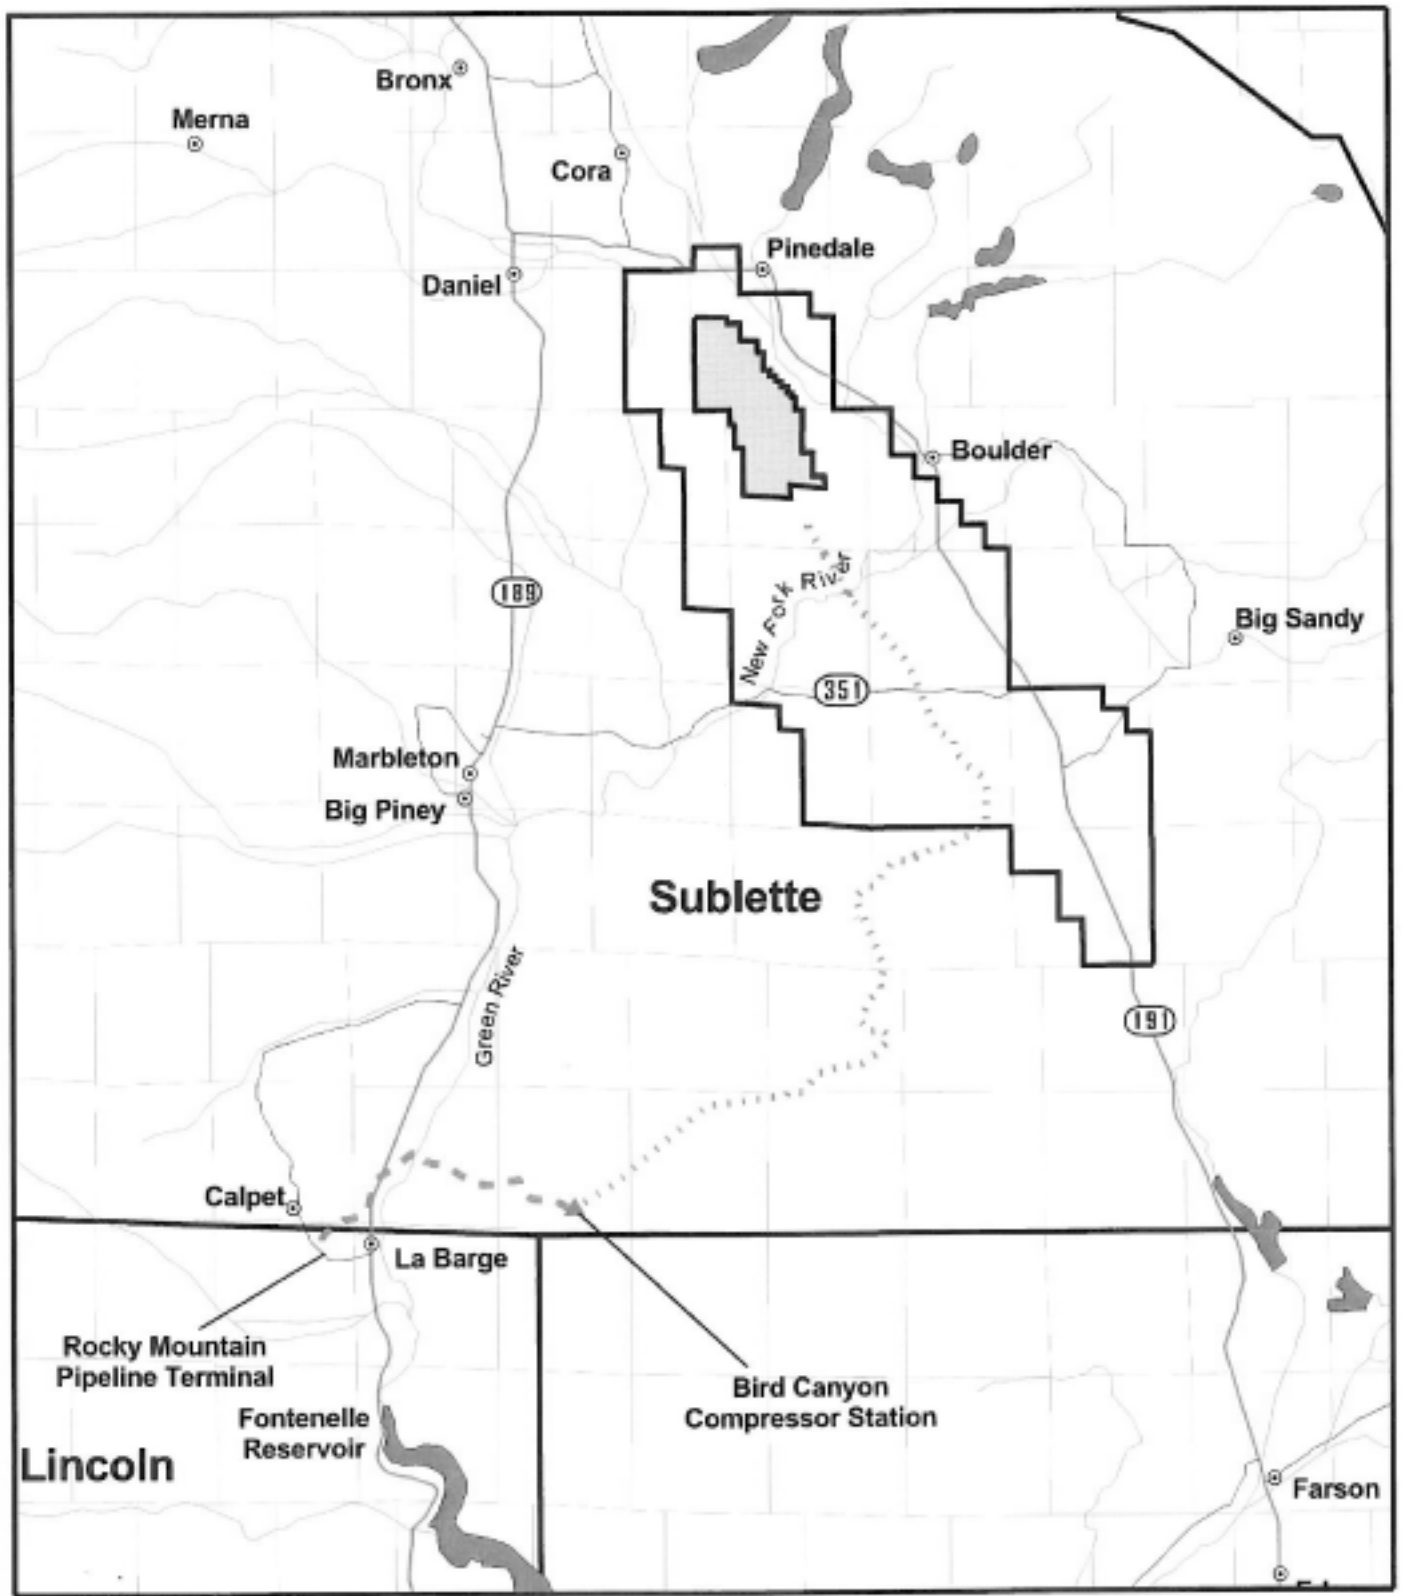 Bronx
Merna
Cora
Pinedale
Daniel
Boulder
New Fork River
189
Big Sandy
351
Marbleton
Big Piney
Sublette
Green River
191
Calpet
La Barge
Rocky Mountain
Pipeline Terminal
Bird Canyon
Compressor Station
Fontenelle
Reservoir
Lincoln
Farson